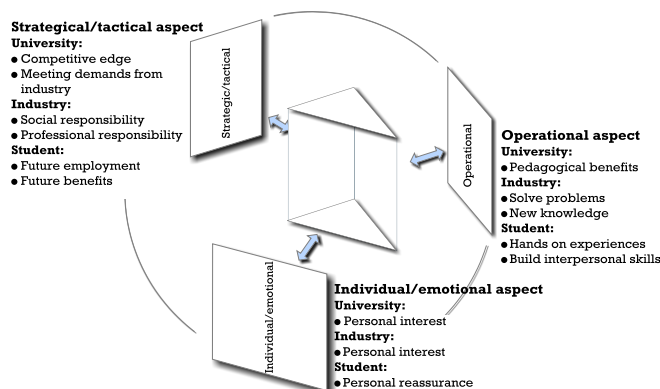 Strategical/tactical aspect
University:
• Competitive edge
• Meeting demands from
industry
Industry:
• Social responsibility
• Professional responsibility
Student:
• Future employment
• Future benefits
Strategic/tactical
Operational
Operational aspect
University:
• Pedagogical benefits
Industry:
• Solve problems
• New knowledge
Student:
• Hands on experiences
• Build interpersonal skills
Individual/emotional
Individual/emotional aspect
University:
• Personal interest
Industry:
• Personal interest
Student:
• Personal reassurance